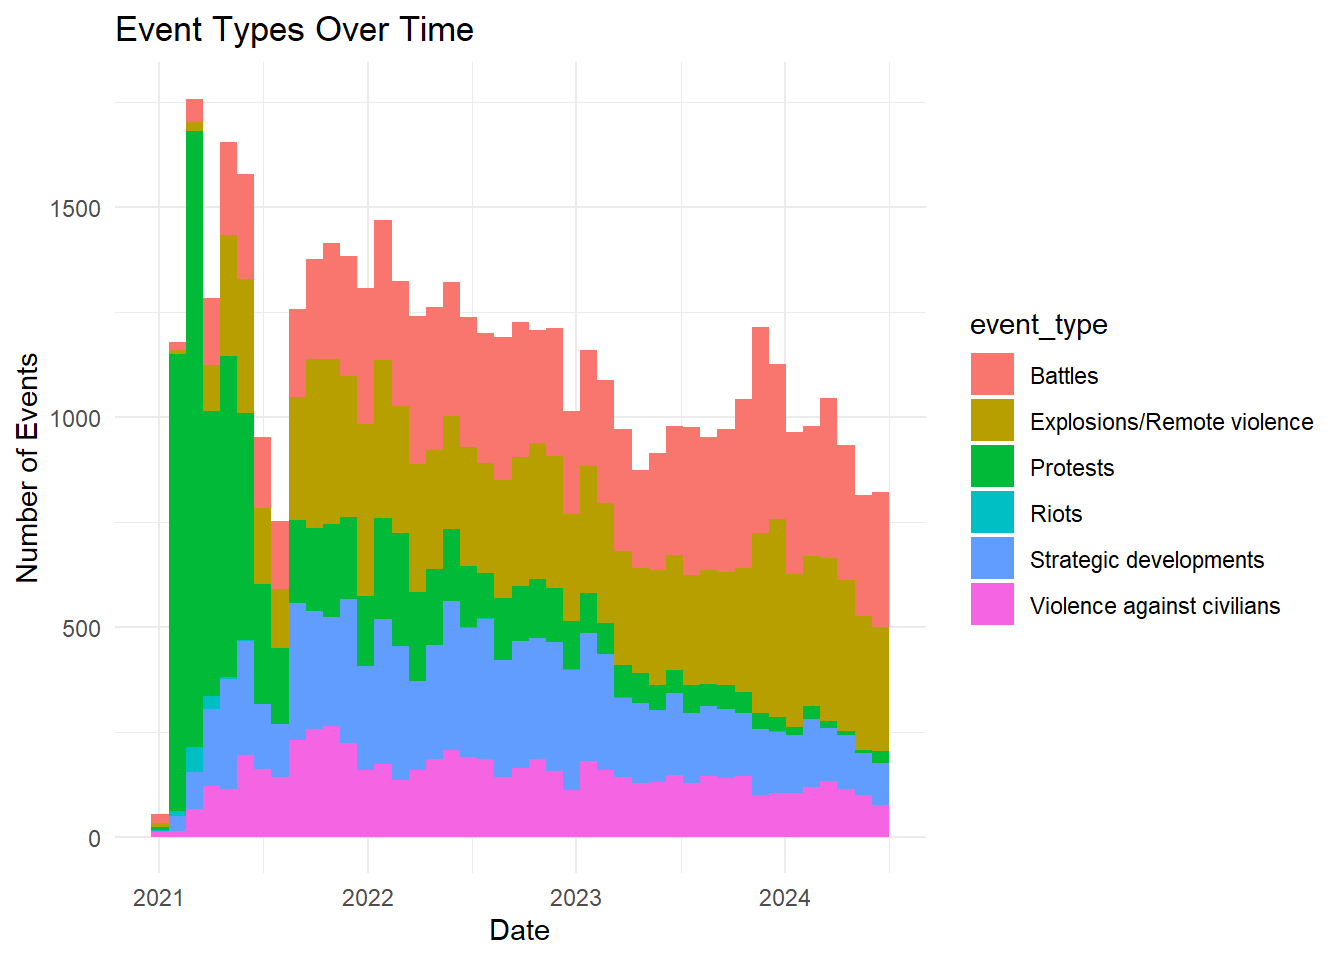 Event Types Over Time
Number of Events
1500
1000
500
0
2021 2022 2023 2024
Date
event_type
Battles
Explosions/Remote violence
Protests
Riots
Strategic developments
Violence against civilians